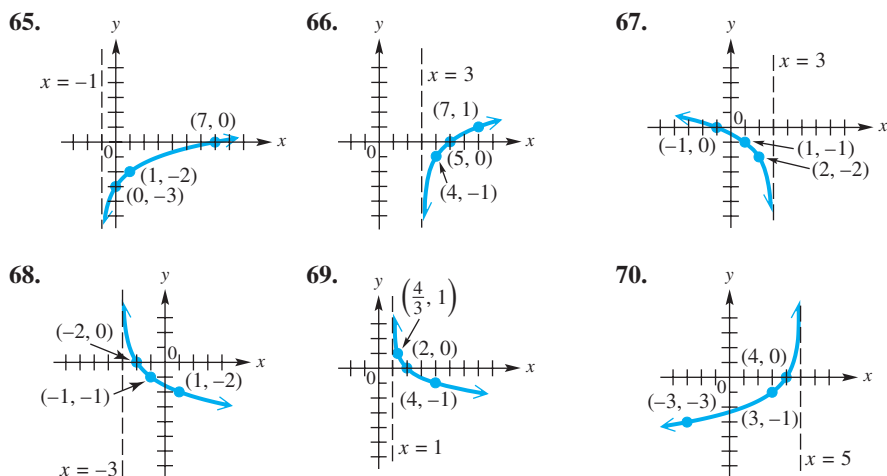 65.
y
x = –1
(7, 0)
x
0
(1, –2)
(0, –3)
66.
y
x = 3
(7, 1)
x
0
(5, 0)
(4, –1)
67.
y
x = 3
0
x
(–1, 0)
(1, –1)
(2, –2)
68.
y
(–2, 0)
0
x
(–1, –1)
(1, –2)
x = –3
69.
y
(4/3, 1)
(2, 0)
x
0
(4, –1)
x = 1
70.
y
(4, 0)
x
0
(–3, –3)
(3, –1)
x = 5